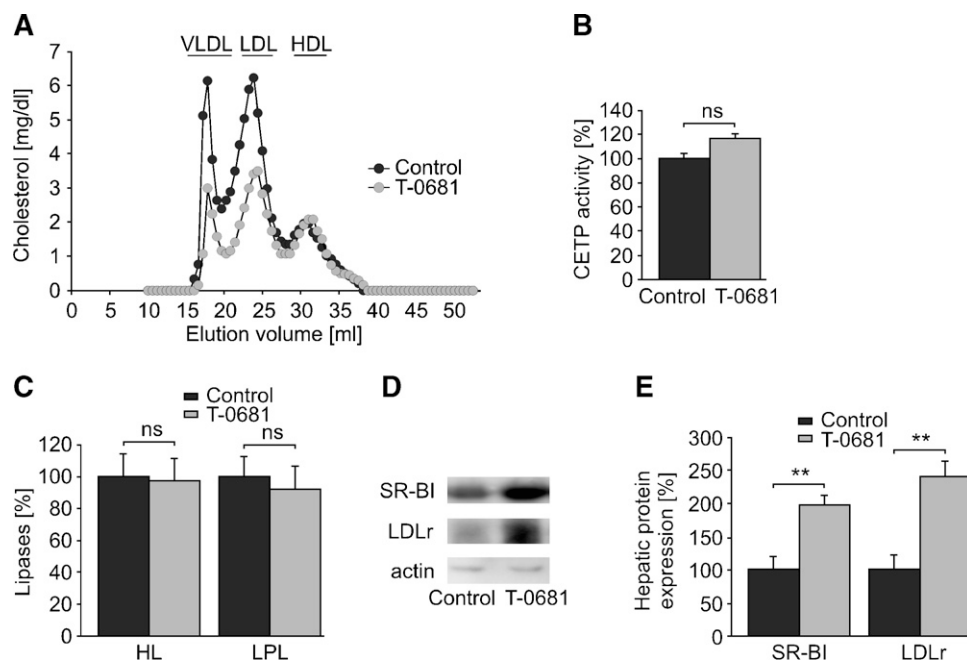 A
VLDL LDL HDL
7
6
5
4
3
2
1
0
Cholesterol [mg/dl]
0 5 10 15 20 25 30 35 40 45 50
Elution volume [ml]
Control
T-0681
B
140
120
100
80
60
40
20
0
CETP activity [%]
ns
Control T-0681
C
Control
T-0681
120
100
80
60
40
20
0
Lipases [%]
ns
ns
HL LPL
D
SR-BI
LDLr
actin
Control T-0681
E
Control
T-0681
300
250
200
150
100
50
0
Hepatic protein
expression [%]
**
**
SR-BI LDLr